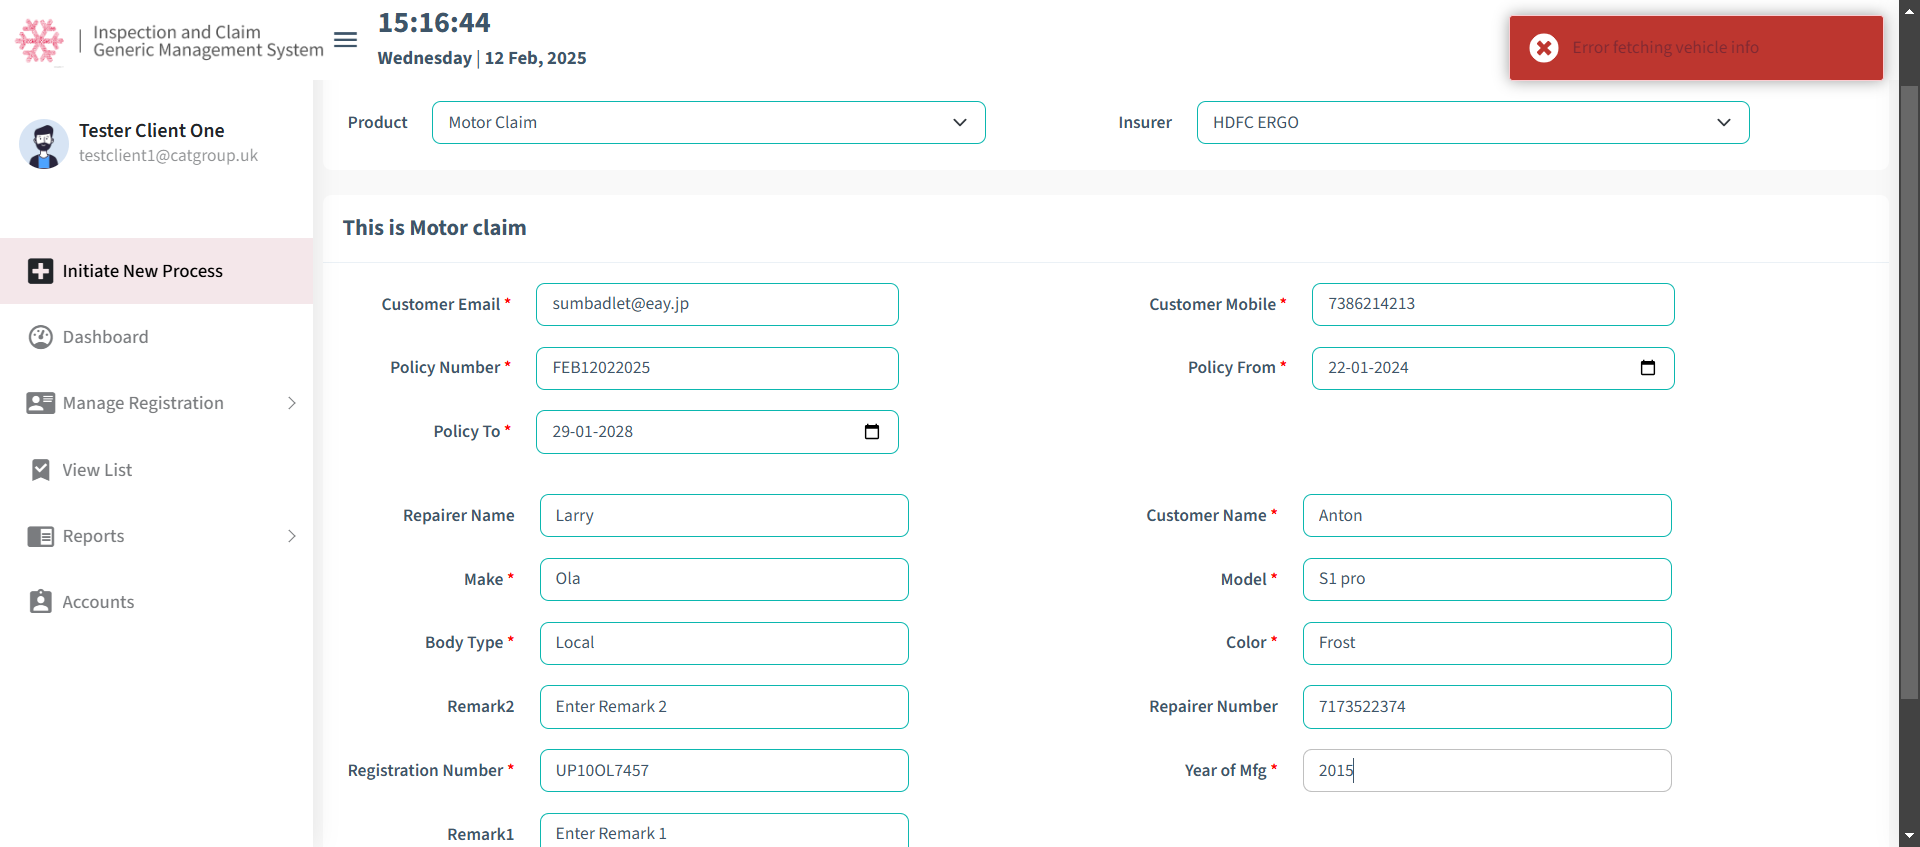 Inspection and Claim
Generic Management System
15:16:44
Wednesday | 12 Feb, 2025
Error fetching vehicle info
Tester Client One
testclient1@catgroup.uk
Initiate New Process
Dashboard
Manage Registration
View List
Reports
Accounts
Product Motor Claim Insurer HDFC ERGO
This is Motor claim
Customer Email * sumbadlet@eay.jp Customer Mobile * 7386214213
Policy Number * FEB12022025 Policy From * 22-01-2024
Policy To * 29-01-2028
Repairer Name Larry Customer Name * Anton
Make * Ola Model * S1 pro
Body Type * Local Color * Frost
Remark2 Enter Remark 2 Repairer Number 7173522374
Registration Number * UP10OL7457 Year of Mfg * 2015
Remark1 Enter Remark 1